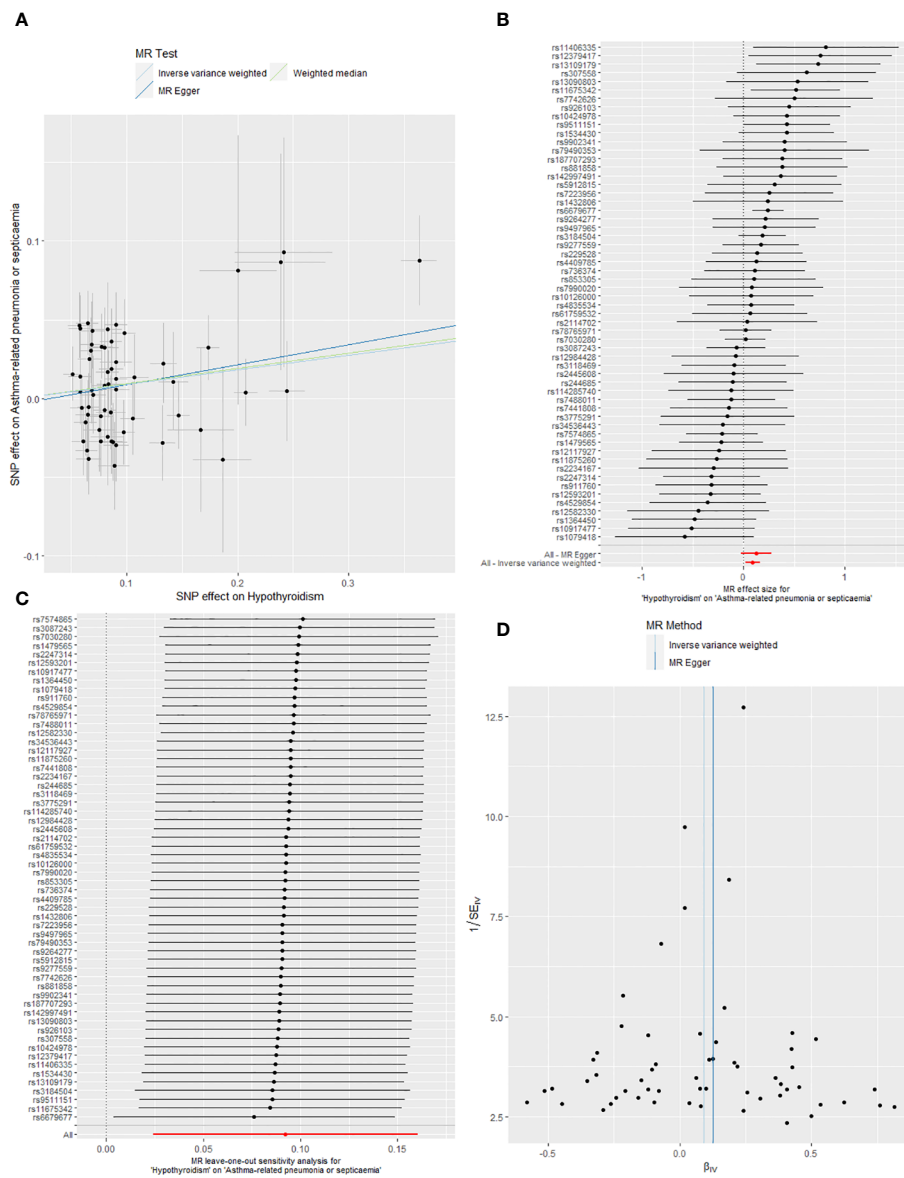 A
MR Test
Inverse variance weighted
Weighted median
MR Egger
SNP effect on Asthma-related pneumonia or septicaemia
0.1
0.0
-0.1
0.1
0.2
0.3
SNP effect on Hypothyroidism
B
rs11406335
rs12379417
rs13109179
rs307558
rs13090803
rs11675342
rs7742626
rs926103
rs10424978
rs9511151
rs1534430
rs9902341
rs79490353
rs187707293
rs881858
rs142997491
rs5912815
rs7223956
rs1432806
rs6679677
rs9264277
rs9497965
rs3184504
rs9277559
rs229528
rs4409785
rs736374
rs853305
rs7990020
rs10126000
rs4835534
rs61759532
rs2114702
rs78765971
rs7030280
rs3087243
rs12984428
rs3118469
rs2445608
rs244685
rs114285740
rs7488011
rs7441808
rs3775291
rs34536443
rs7574865
rs1479565
rs12117927
rs11875260
rs2234167
rs2247314
rs911760
rs12593201
rs4529854
rs12582330
rs1364450
rs10917477
rs1079418
All - MR Egger
All - Inverse variance weighted
-1
0
1
MR effect size for
'Hypothyroidism' on 'Asthma-related pneumonia or septicaemia'
C
rs7574865
rs3087243
rs7030280
rs1479565
rs2247314
rs12593201
rs10917477
rs1364450
rs1079418
rs911760
rs4529854
rs78765971
rs7488011
rs12582330
rs34536443
rs12117927
rs11875260
rs7441808
rs2234167
rs244685
rs3118469
rs3775291
rs114285740
rs12984428
rs2445608
rs2114702
rs61759532
rs4835534
rs10126000
rs7990020
rs853305
rs736374
rs4409785
rs229528
rs1432806
rs7223956
rs9497965
rs79490353
rs9264277
rs5912815
rs9277559
rs7742626
rs881858
rs9902341
rs187707293
rs142997491
rs13090803
rs926103
rs307558
rs10424978
rs12379417
rs11406335
rs1534430
rs13109179
rs3184504
rs9511151
rs11675342
rs6679677
All
0.00
0.05
0.10
0.15
MR leave-one-out sensitivity analysis for
'Hypothyroidism' on 'Asthma-related pneumonia or septicaemia'
D
MR Method
Inverse variance weighted
MR Egger
1/SE_IV
12.5
10.0
7.5
5.0
2.5
-0.5
0.0
0.5
β_IV